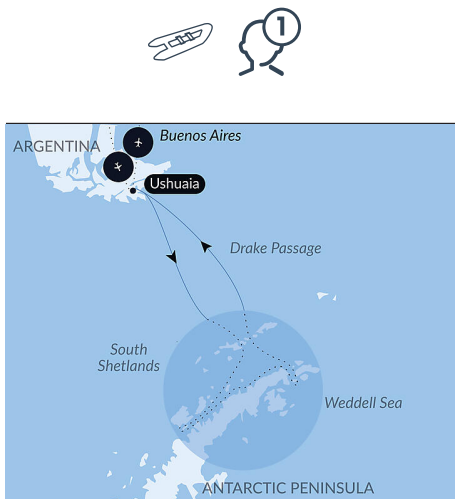 1
Buenos Aires
ARGENTINA
Ushuaia
Drake Passage
South
Shetlands
Weddell Sea
ANTARCTIC PENINSULA